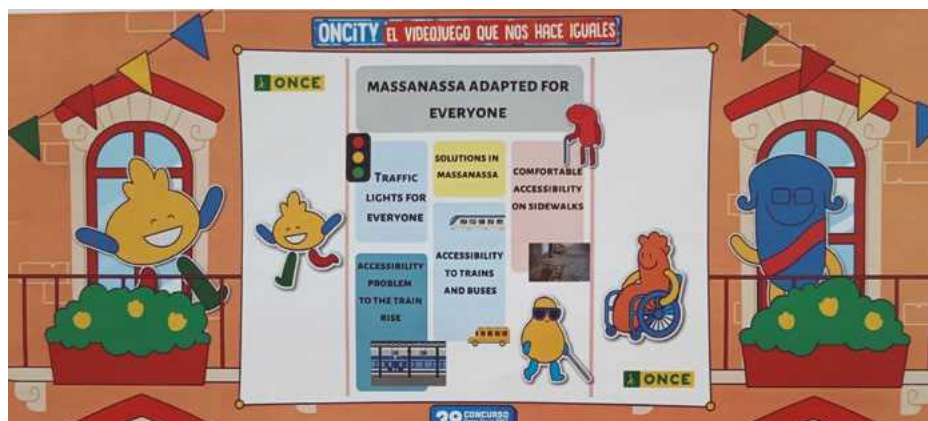 ONCITY EL VIDEOJUEGO QUE NOS HACE IGUALES
ONCE
MASSANASSA ADAPTED FOR
EVERYONE
TRAFFIC
LIGHTS FOR
EVERYONE
SOLUTIONS IN
MASSANASSA
COMFORTABLE
ACCESSIBILITY
ON SIDEWALKS
ACCESSIBILITY
PROBLEM
TO THE TRAIN
RISE
ACCESSIBILITY
TO TRAINS
AND BUSES
ONCE
39 CONCURSO